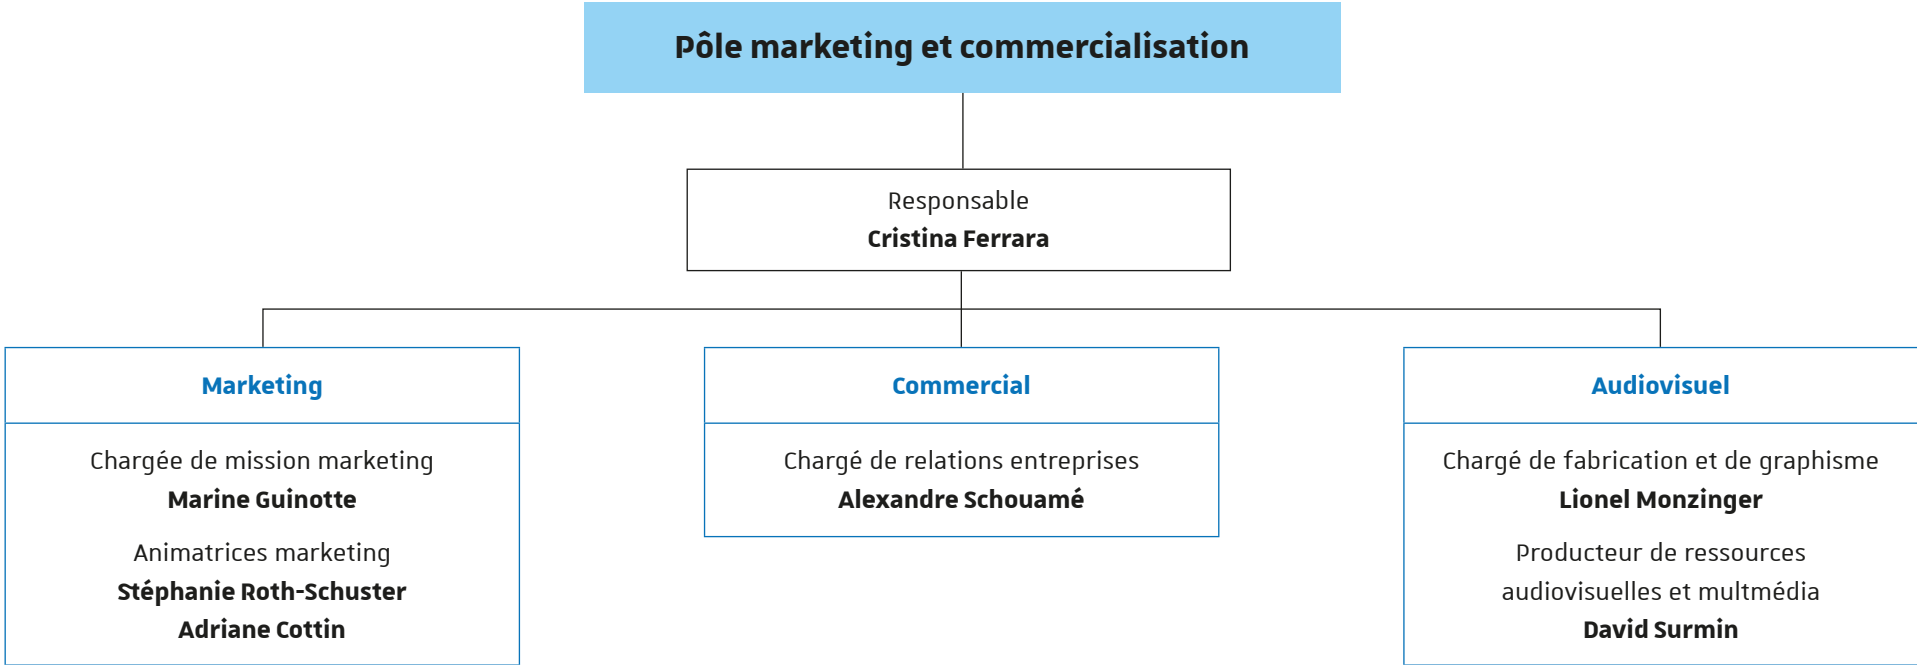 Pôle marketing et commercialisation
Responsable
Cristina Ferrara
Marketing
Chargée de mission marketing
Marine Guinotte
Animatrices marketing
Stéphanie Roth-Schuster
Adriane Cottin
Commercial
Chargé de relations entreprises
Alexandre Schouamé
Audiovisuel
Chargé de fabrication et de graphisme
Lionel Monzinger
Producteur de ressources
audiovisuelles et multmédia
David Surmin